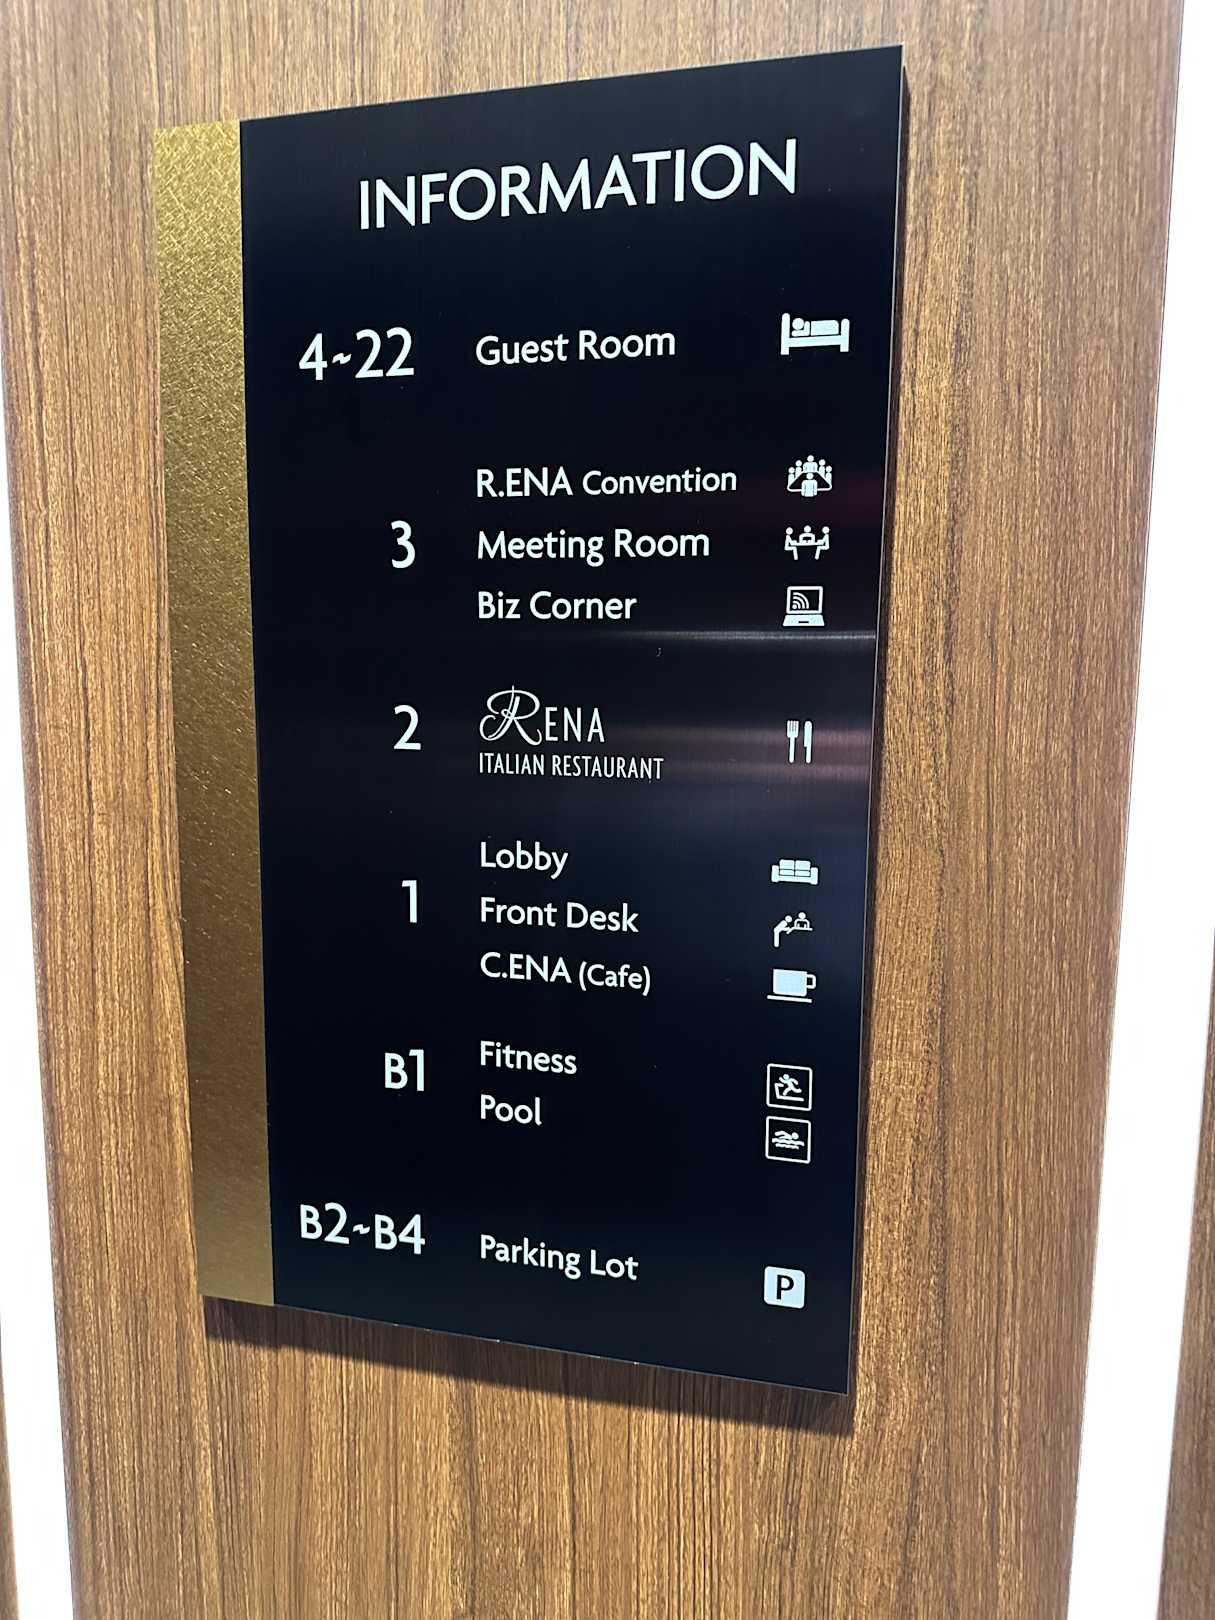 INFORMATION
4~22 Guest Room
R.ENA Convention
3 Meeting Room
Biz Corner
2 RENA
ITALIAN RESTAURANT
Lobby
1 Front Desk
C.ENA (Cafe)
B1 Fitness
Pool
B2~B4 Parking Lot
P